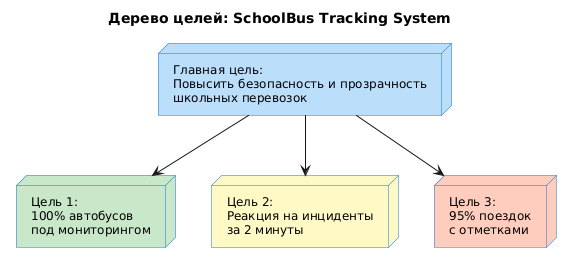 Дерево целей: SchoolBus Tracking System
Главная цель:
Повысить безопасность и прозрачность
школьных перевозок
Цель 1:
100% автобусов
под мониторингом
Цель 2:
Реакция на инциденты
за 2 минуты
Цель 3:
95% поездок
с отметками